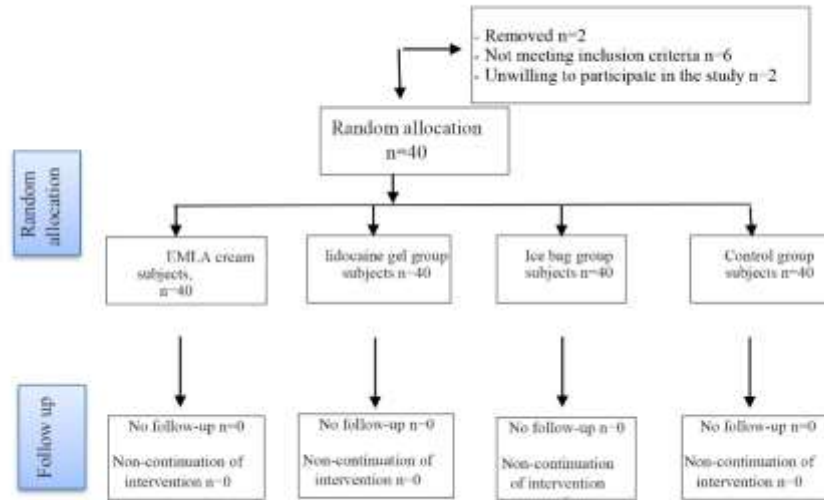 - Removed n=2
- Not meeting inclusion criteria n=6
- Unwilling to participate in the study n=2
Random allocation
n=40
Random
allocation
EMLA cream
subjects.
n=40
lidocaine gel group
subjects n=40
Ice bag group
subjects n=40
Control group
subjects n=40
Follow up
No follow-up n=0
Non-continuation of
intervention n=0
No follow-up n=0
Non-continuation of
intervention n=0
No follow-up n=0
Non-continuation
of intervention
No follow-up n=0
Non-continuation of
intervention n=0